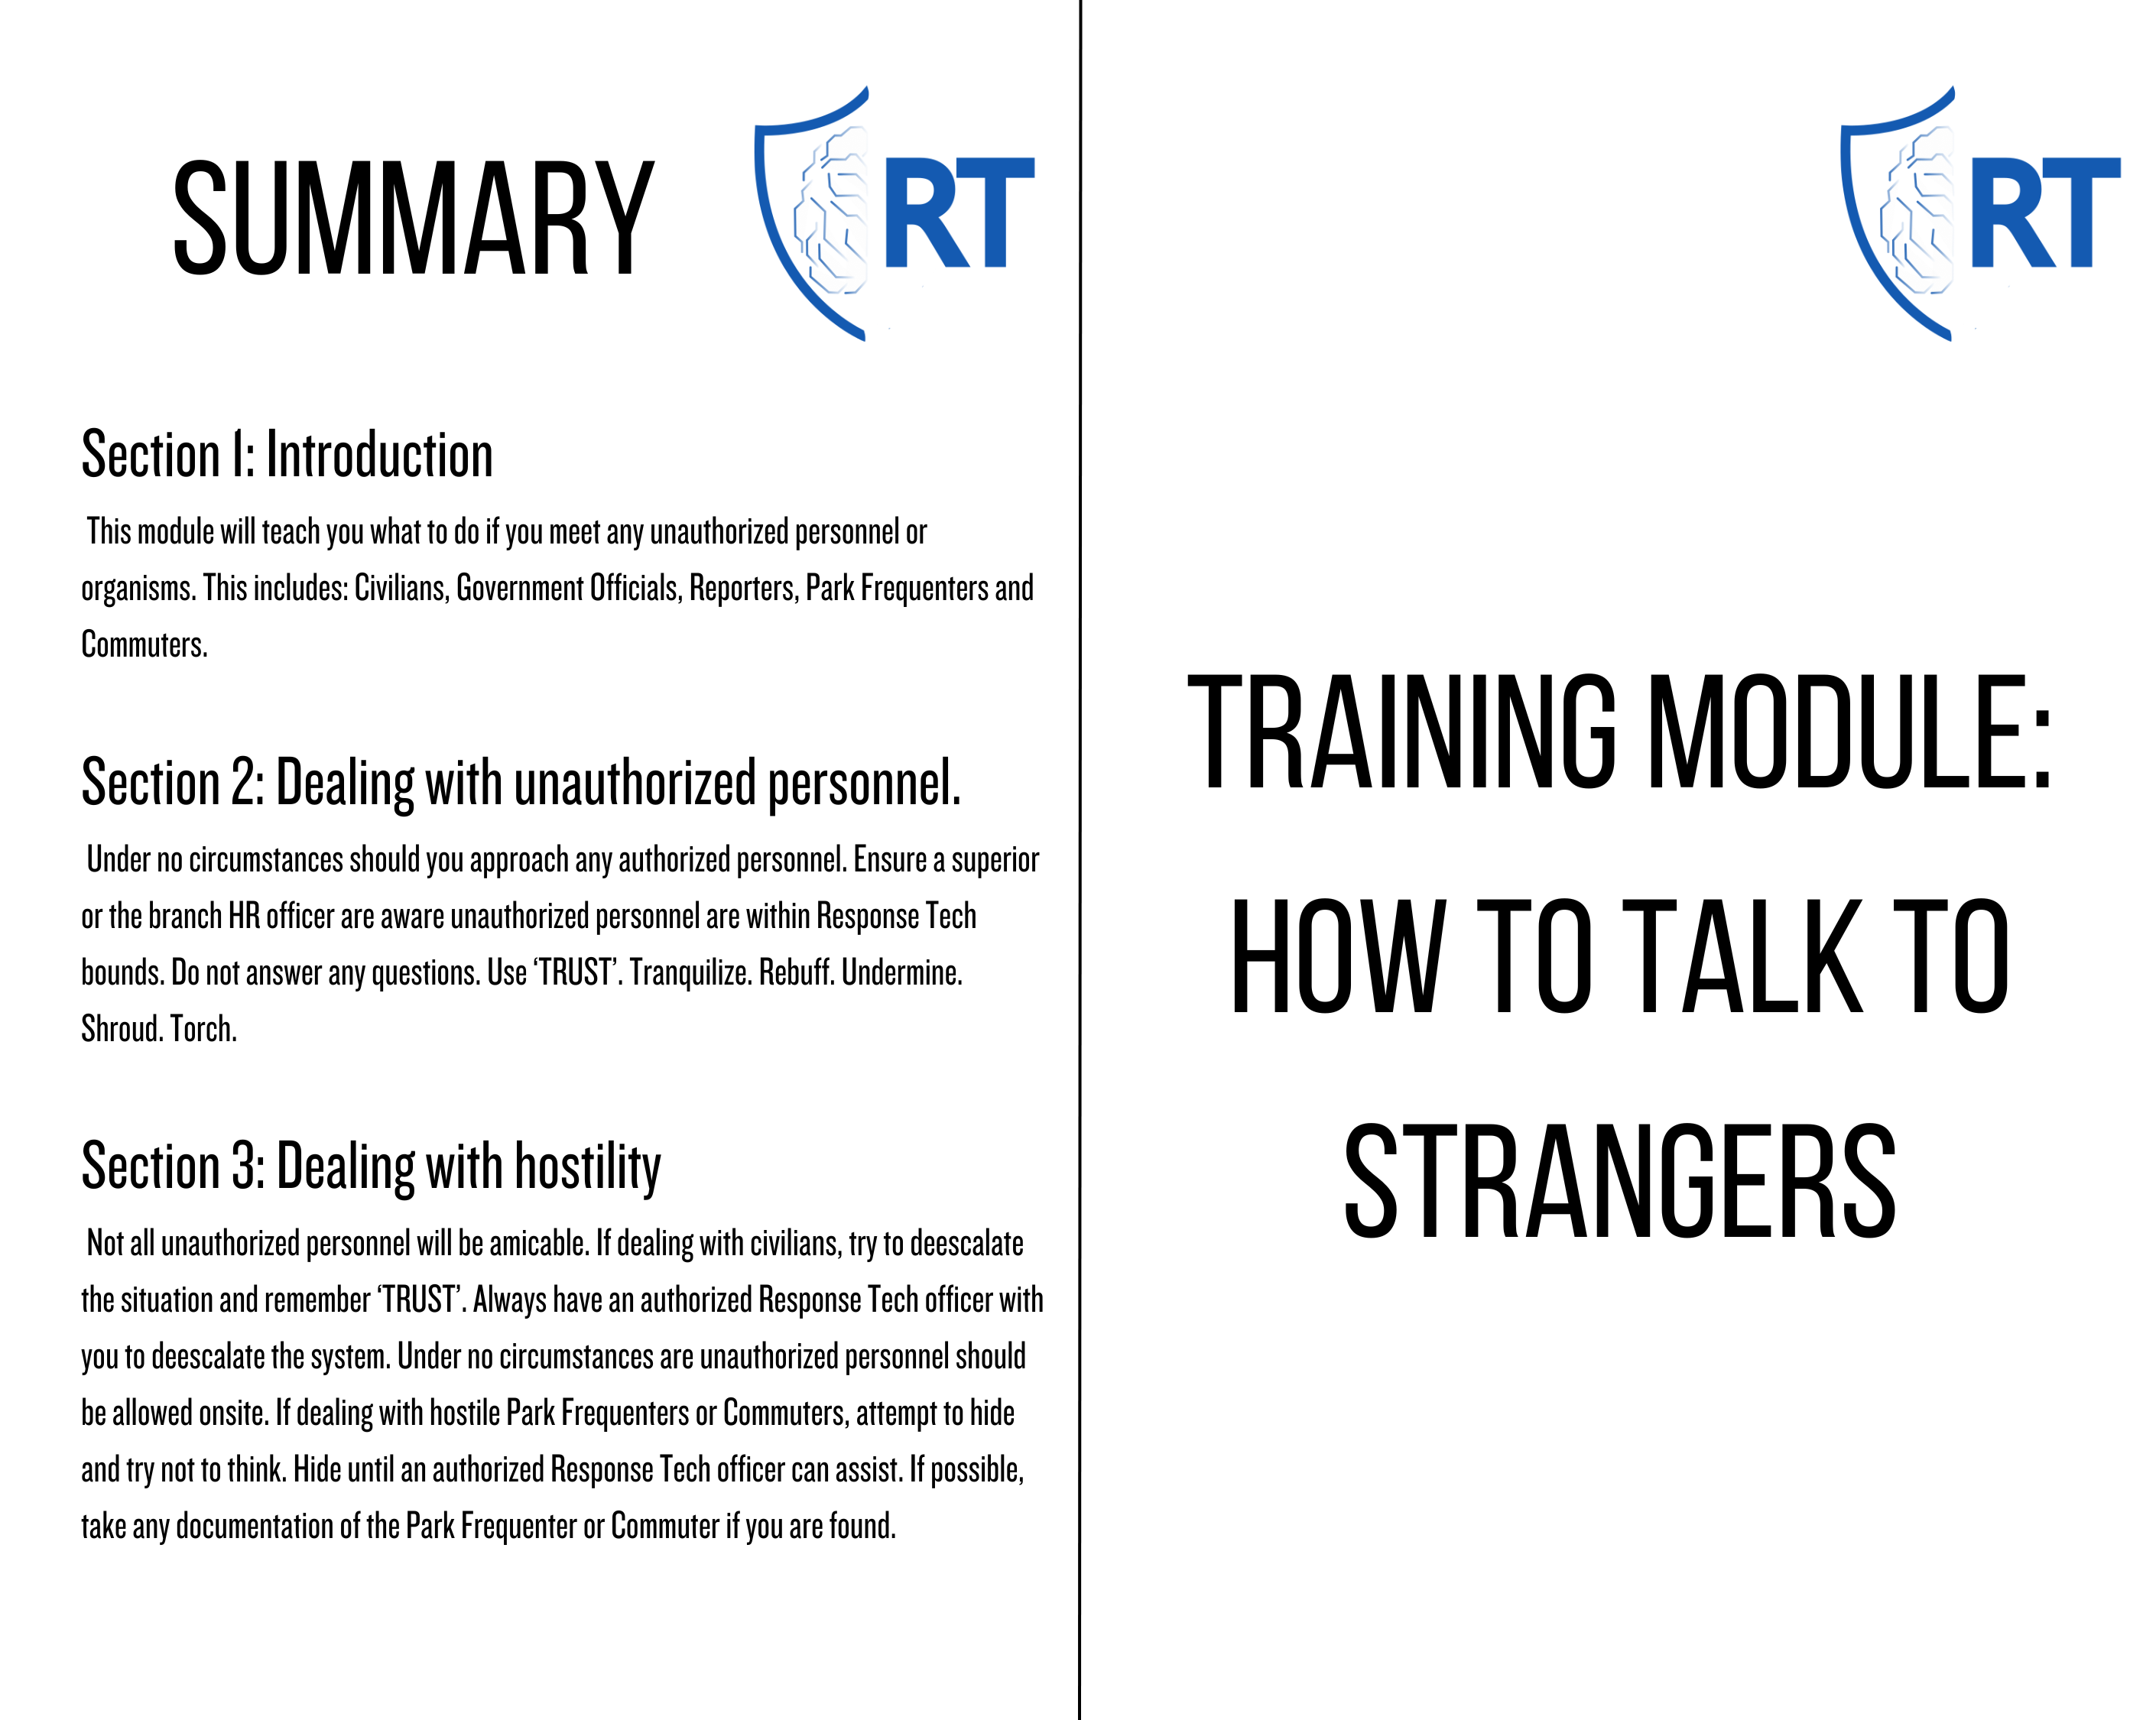 SUMMARY
RT
Section 1: Introduction
This module will teach you what to do if you meet any unauthorized personnel or
organisms. This includes: Civilians, Government Officials, Reporters, Park Frequenters and
Commuters.
Section 2: Dealing with unauthorized personnel.
Under no circumstances should you approach any authorized personnel. Ensure a superior
or the branch HR officer are aware unauthorized personnel are within Response Tech
bounds. Do not answer any questions. Use ‘TRUST’. Tranquilize. Rebuff. Undermine.
Shroud. Torch.
Section 3: Dealing with hostility
Not all unauthorized personnel will be amicable. If dealing with civilians, try to deescalate
the situation and remember ‘TRUST’. Always have an authorized Response Tech officer with
you to deescalate the system. Under no circumstances are unauthorized personnel should
be allowed onsite. If dealing with hostile Park Frequenters or Commuters, attempt to hide
and try not to think. Hide until an authorized Response Tech officer can assist. If possible,
take any documentation of the Park Frequenter or Commuter if you are found.
RT
TRAINING MODULE:
HOW TO TALK TO
STRANGERS